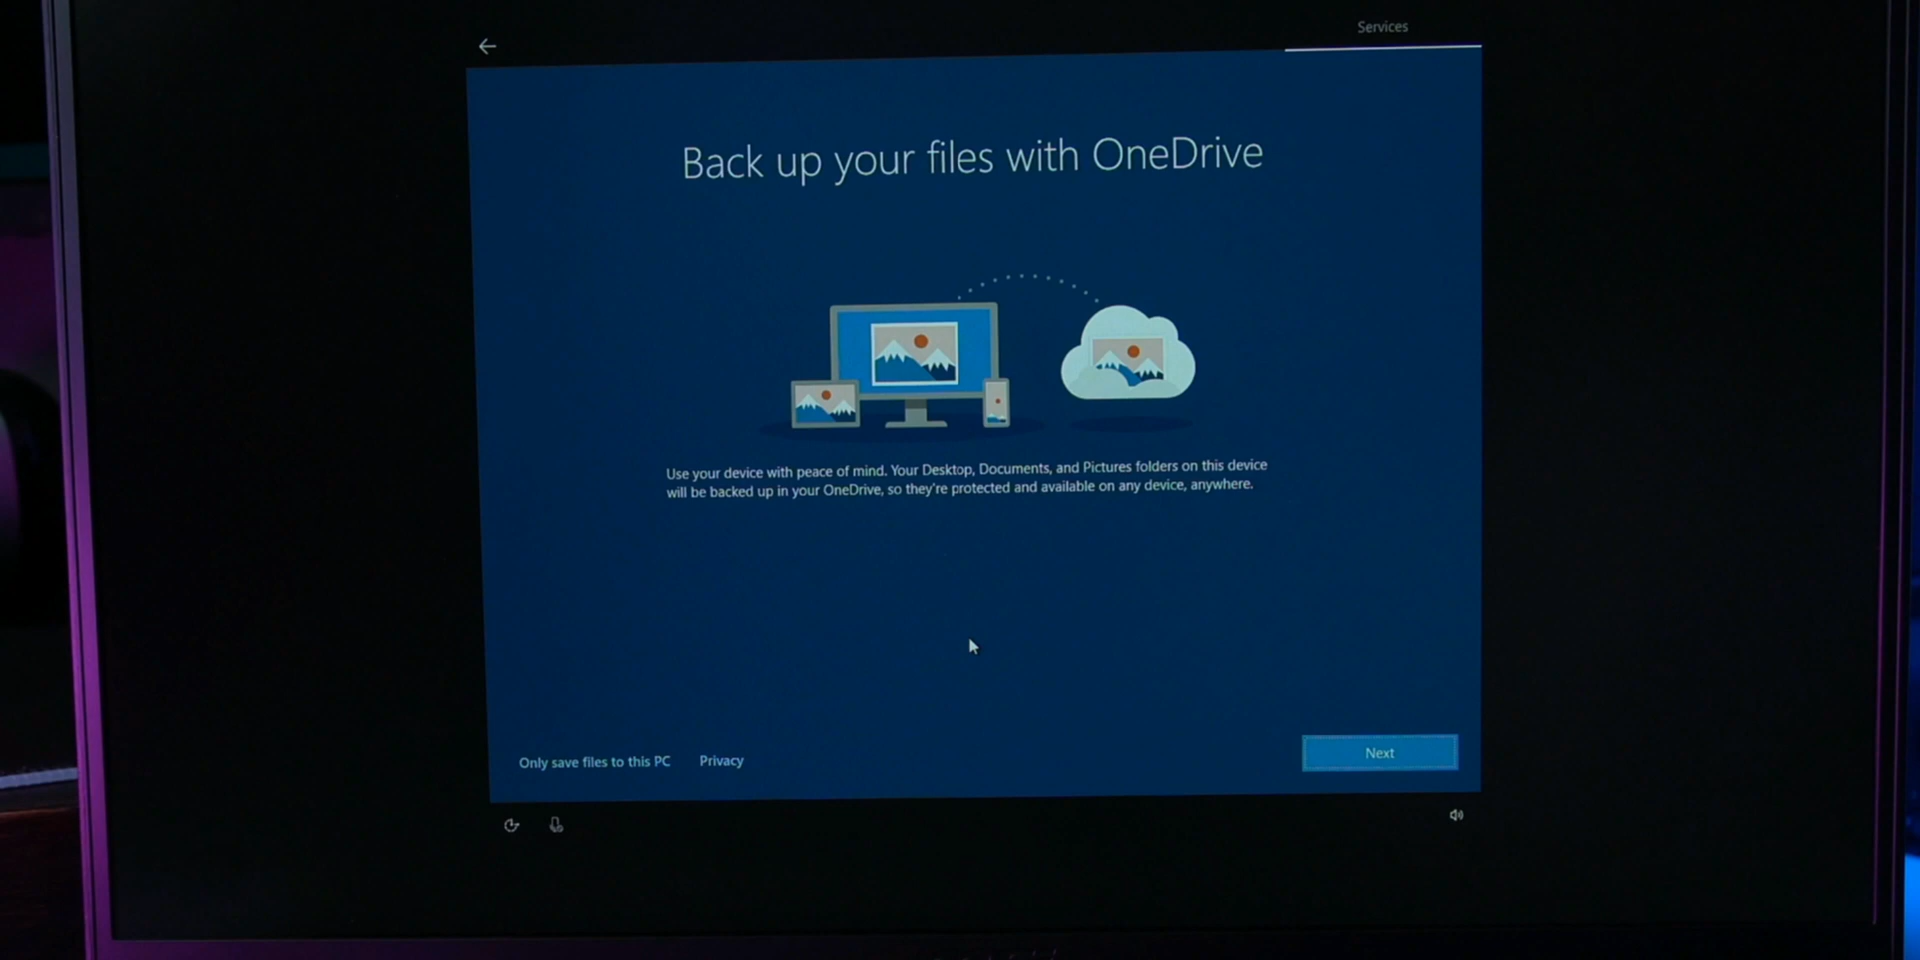 Services
Back up your files with OneDrive
Use your device with peace of mind. Your Desktop, Documents, and Pictures folders on this device
will be backed up in your OneDrive, so they're protected and available on any device, anywhere.
Only save files to this PC
Privacy
Next